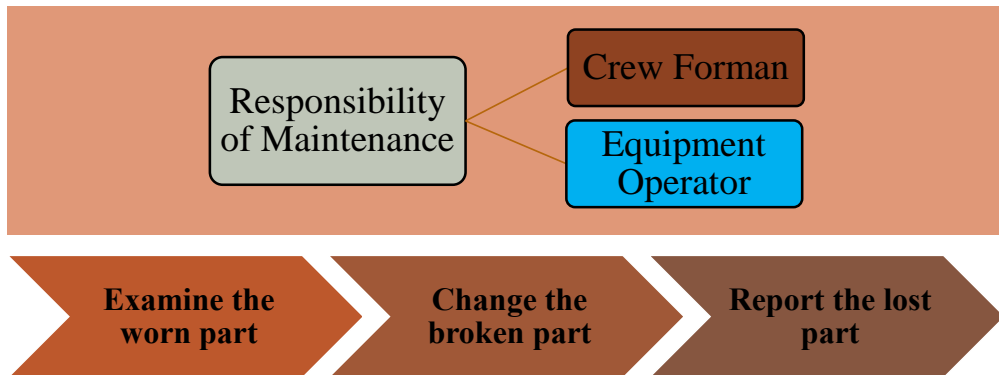 Responsibility
of Maintenance
Crew Forman
Equipment
Operator
Examine the
worn part
Change the
broken part
Report the lost
part